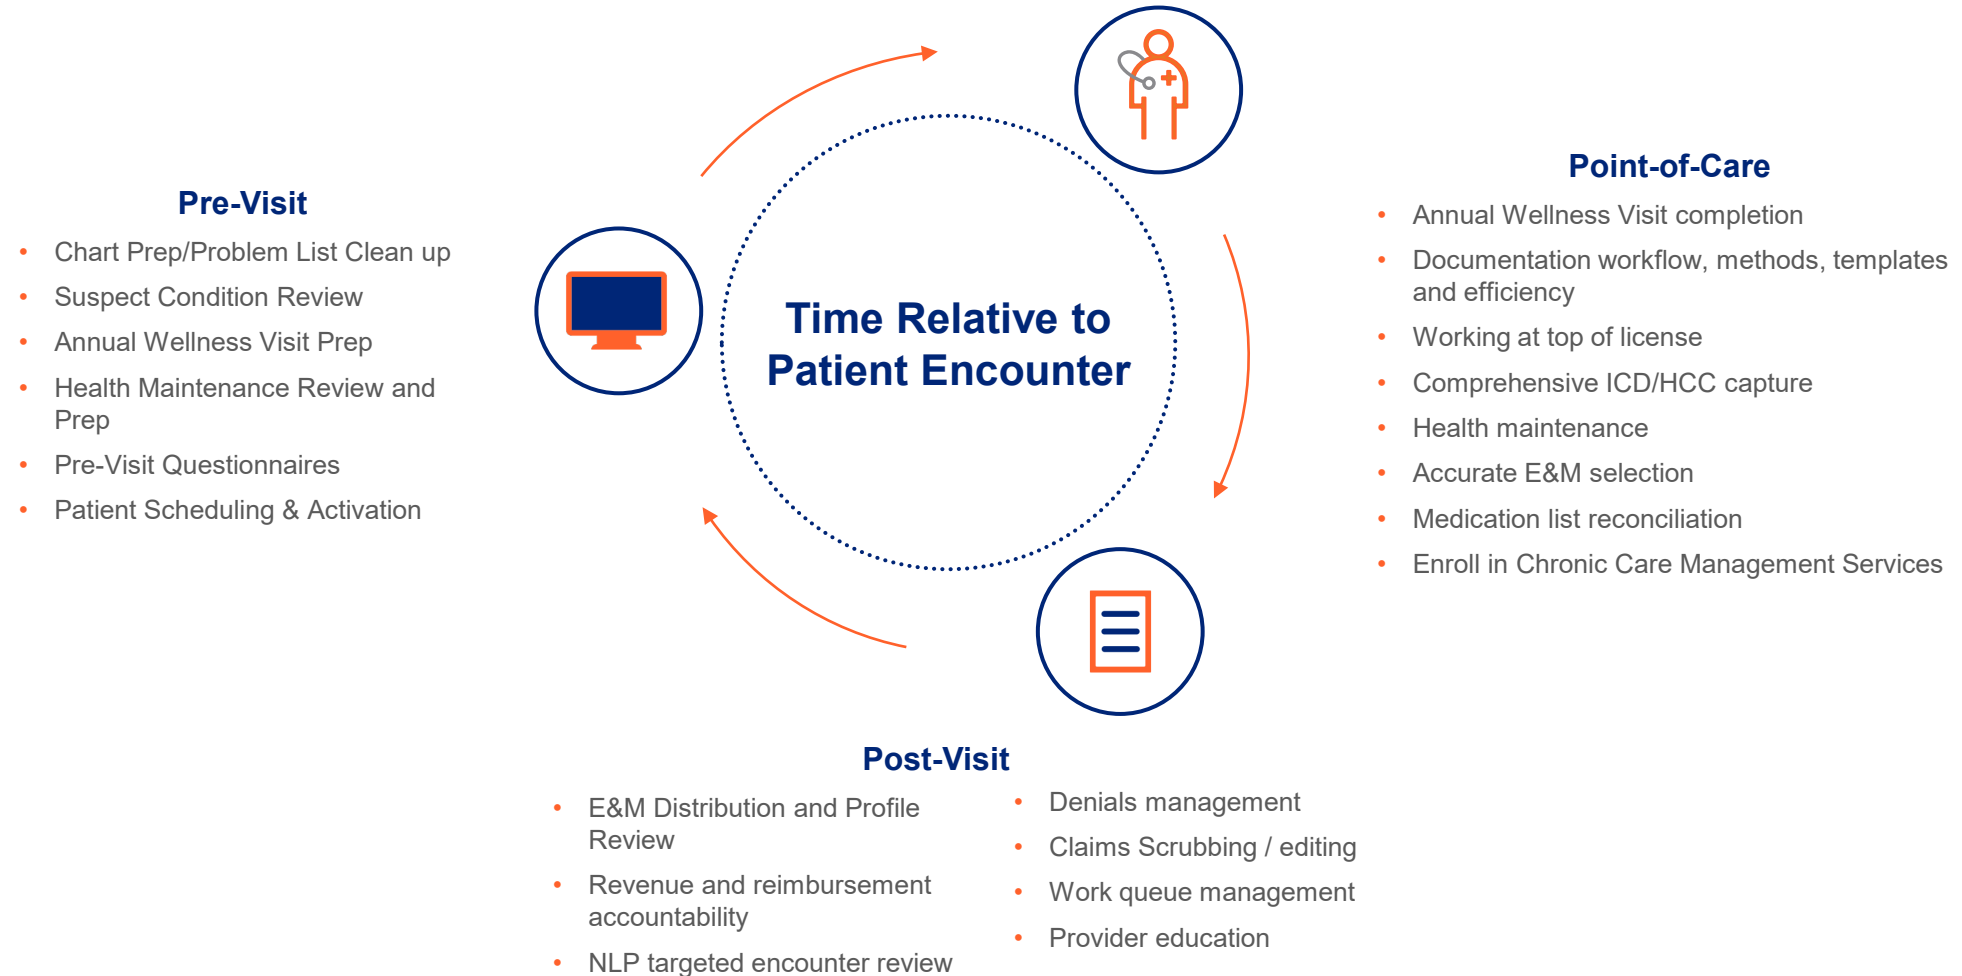 Pre-Visit
• Chart Prep/Problem List Clean up
• Suspect Condition Review
• Annual Wellness Visit Prep
• Health Maintenance Review and
Prep
• Pre-Visit Questionnaires
• Patient Scheduling & Activation
Time Relative to
Patient Encounter
Point-of-Care
• Annual Wellness Visit completion
• Documentation workflow, methods, templates
and efficiency
• Working at top of license
• Comprehensive ICD/HCC capture
• Health maintenance
• Accurate E&M selection
• Medication list reconciliation
• Enroll in Chronic Care Management Services
Post-Visit
• E&M Distribution and Profile
Review
• Revenue and reimbursement
accountability
• NLP targeted encounter review
• Denials management
• Claims Scrubbing / editing
• Work queue management
• Provider education